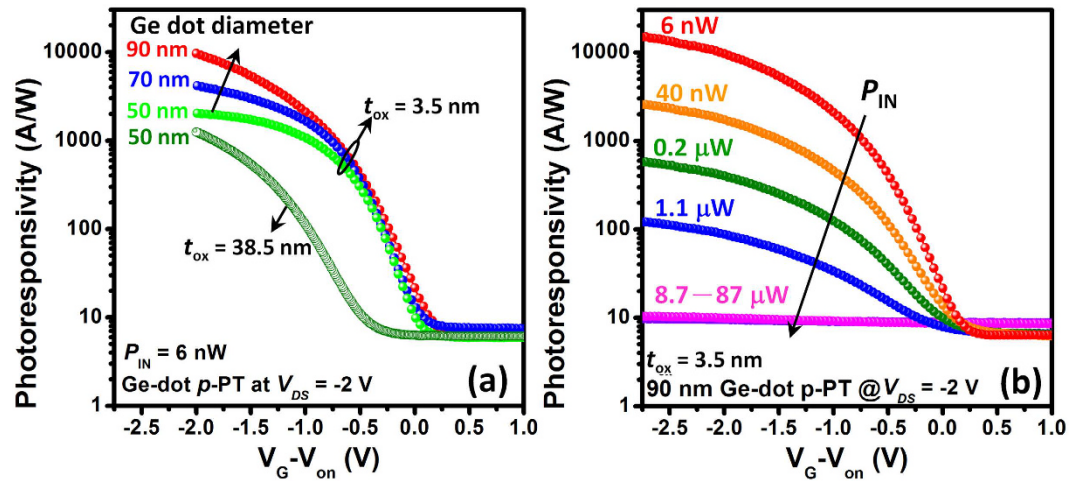 Photoresponsivity (A/W)
10000
1000
100
10
1
Ge dot diameter
90 nm
70 nm
50 nm
50 nm
tox = 3.5 nm
tox = 38.5 nm
PIN = 6 nW
Ge-dot p-PT at VDS = -2 V
(a)
-2.5 -2.0 -1.5 -1.0 -0.5 0.0 0.5 1.0
VG-Von (V)
Photoresponsivity (A/W)
10000
1000
100
10
1
6 nW
40 nW
PIN
0.2 μW
1.1 μW
8.7—87 μW
tox = 3.5 nm
90 nm Ge-dot p-PT @VDS = -2 V
(b)
-2.5 -2.0 -1.5 -1.0 -0.5 0.0 0.5 1.0
VG-Von (V)